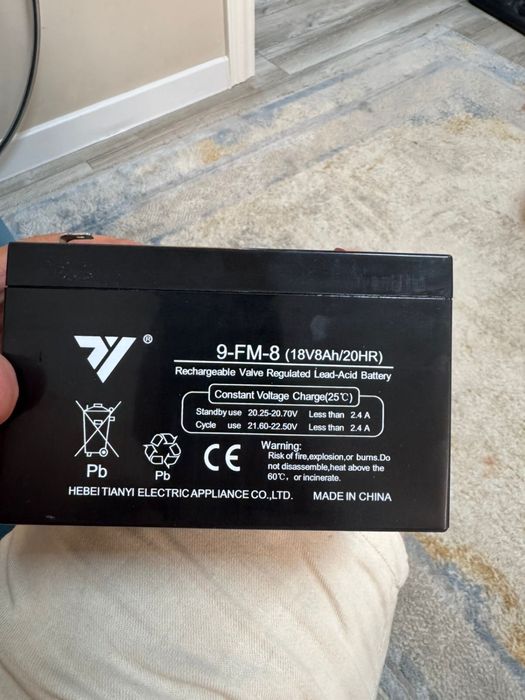 TY ®
9-FM-8 (18V8Ah/20HR)
Rechargeable Valve Regulated Lead-Acid Battery
Constant Voltage Charge(25℃)
Standby use 20.25-20.70V Less than 2.4 A
Cycle use 21.60-22.50V Less than 2.4 A
Warning:
Risk of fire,explosion,or burns.Do
not disassemble,heat above the
60℃, or incinerate.
Pb
Pb
CE
HEBEI TIANYI ELECTRIC APPLIANCE CO.,LTD. MADE IN CHINA